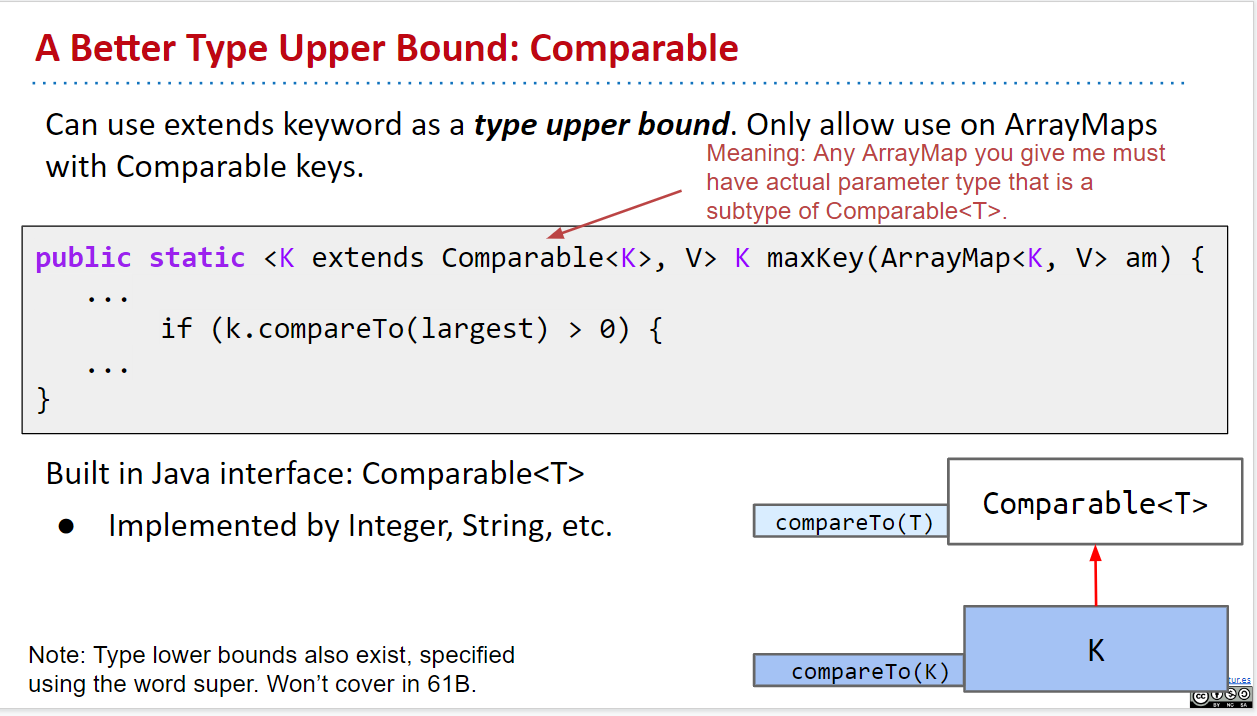 A Better Type Upper Bound: Comparable
Can use extends keyword as a type upper bound. Only allow use on ArrayMaps
with Comparable keys.
Meaning: Any ArrayMap you give me must
have actual parameter type that is a
subtype of Comparable<T>.
public static <K extends Comparable<K>, V> K maxKey(ArrayMap<K, V> am) {
...
if (k.compareTo(largest) > 0) {
...
}
Built in Java interface: Comparable<T>
● Implemented by Integer, String, etc.
Comparable<T>
compareTo(T)
K
compareTo(K)
Note: Type lower bounds also exist, specified
using the word super. Won’t cover in 61B.
tur.es
cc
BY NC SA